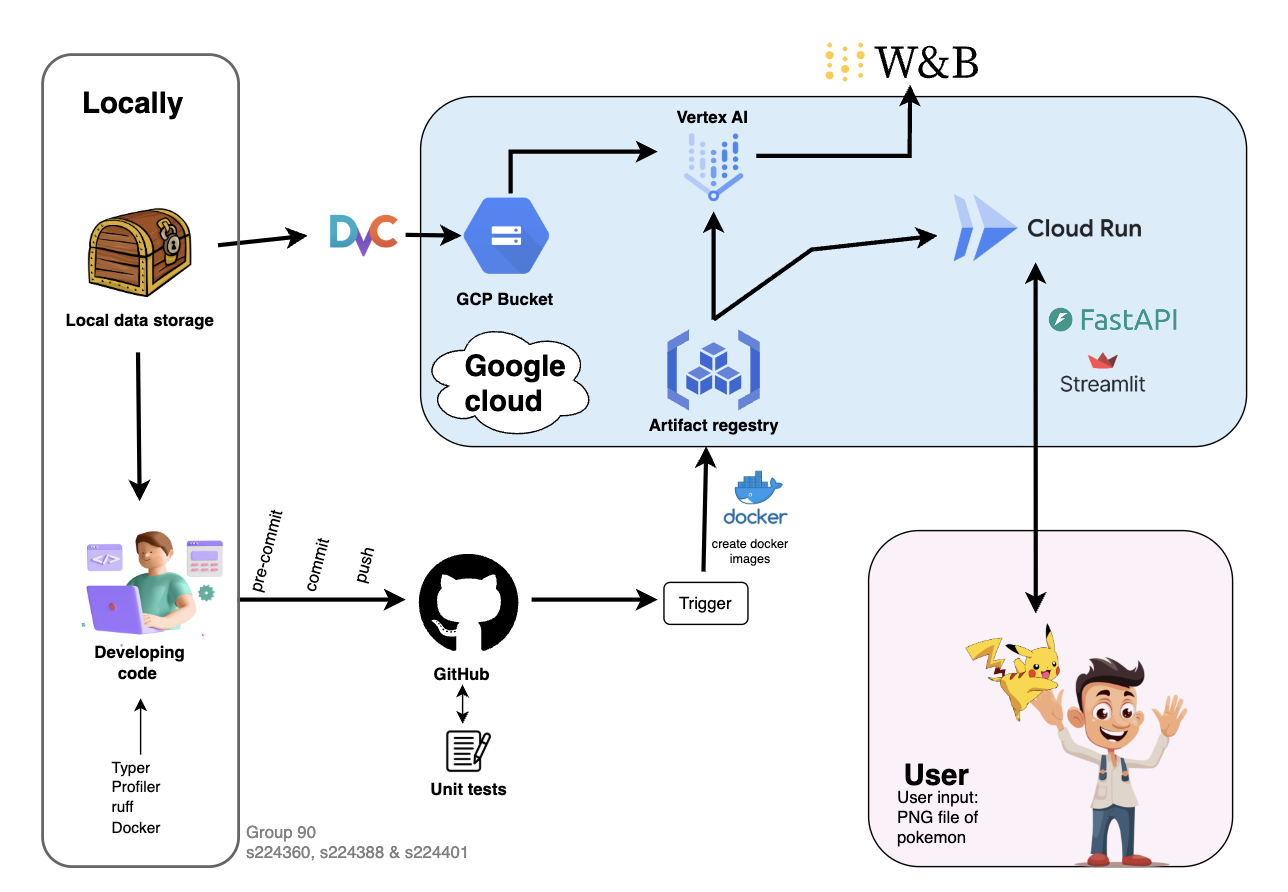 Locally
Local data storage
Developing
code
Typer
Profiler
ruff
Docker
Group 90
s224360, s224388 & s224401
DVC
W&B
Vertex AI
GCP Bucket
Google
cloud
Cloud Run
FastAPI
Streamlit
Artifact regestry
docker
create docker
images
Trigger
pre-commit
commit
push
GitHub
Unit tests
User
User input:
PNG file of
pokemon